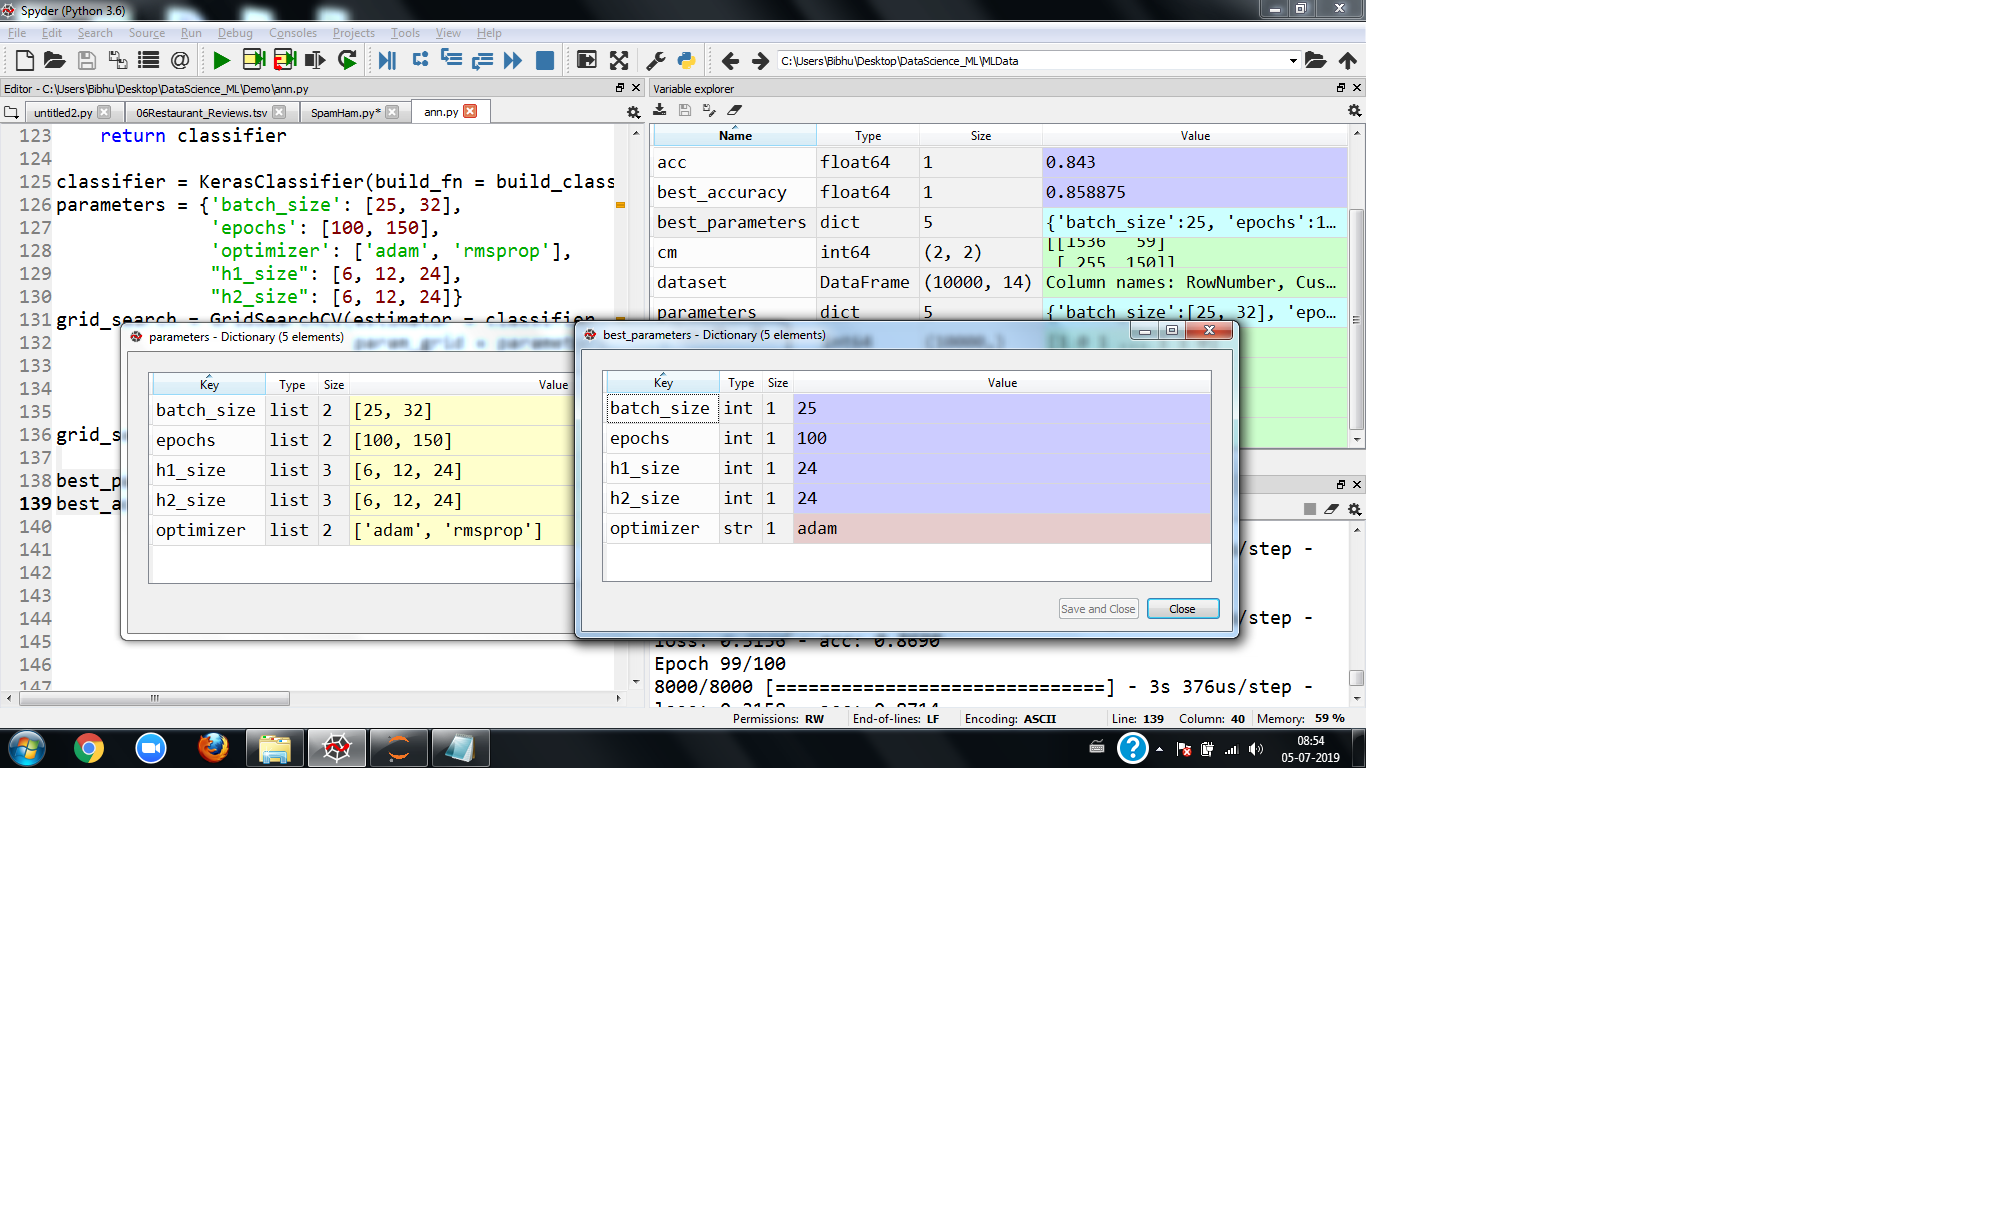 Spyder (Python 3.6)
File Edit Search Source Run Debug Consoles Projects Tools View Help
C:\Users\Bibhu\Desktop\DataScience_ML\MLData
Editor - C:\Users\Bibhu\Desktop\DataScience_ML\Demo\ann.py
untitled2.py 06Restaurant_Reviews.tsv SpamHam.py* ann.py
123 return classifier
124
125 classifier = KerasClassifier(build_fn = build_class
126 parameters = {'batch_size': [25, 32],
127 'epochs': [100, 150],
128 'optimizer': ['adam', 'rmsprop'],
129 "h1_size": [6, 12, 24],
130 "h2_size": [6, 12, 24]}
131 grid_search = GridSearchCV(estimator = classifier
132 param_grid = paramet
133
134
135
136 grid_s
137
138 best_p
139 best_a
140
141
142
143
144
145
146
147
Variable explorer
Name Type Size Value
acc float64 1 0.843
best_accuracy float64 1 0.858875
best_parameters dict 5 {'batch_size':25, 'epochs':1...
cm int64 (2, 2) [[1536 59]
[ 255 150]]
dataset DataFrame (10000, 14) Column names: RowNumber, Cus...
parameters dict 5 {'batch_size':[25, 32], 'epo...
parameters - Dictionary (5 elements)
Key Type Size Value
batch_size list 2 [25, 32]
epochs list 2 [100, 150]
h1_size list 3 [6, 12, 24]
h2_size list 3 [6, 12, 24]
optimizer list 2 ['adam', 'rmsprop']
best_parameters - Dictionary (5 elements)
Key Type Size Value
batch_size int 1 25
epochs int 1 100
h1_size int 1 24
h2_size int 1 24
optimizer str 1 adam
Save and Close Close
/step -
/step -
loss: 0.3156 - acc: 0.8690
Epoch 99/100
8000/8000 [==============================] - 3s 376us/step -
loss: 0.3158 - acc: 0.8714
Permissions: RW End-of-lines: LF Encoding: ASCII Line: 139 Column: 40 Memory: 59 %
08:54
05-07-2019